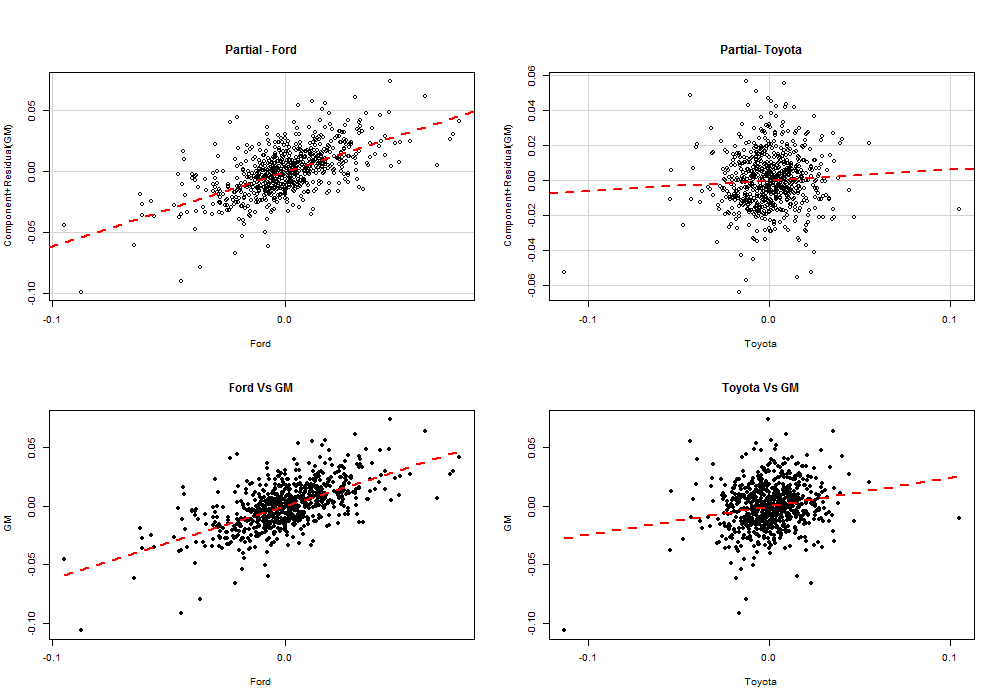 Partial - Ford
Component+Residual(GM)
0.05
0.00
-0.05
-0.10
-0.1
0.0
Ford
Partial- Toyota
Component+Residual(GM)
0.06
0.04
0.02
0.00
-0.02
-0.04
-0.06
-0.1
0.0
0.1
Toyota
Ford Vs GM
GM
0.05
0.00
-0.05
-0.10
-0.1
0.0
Ford
Toyota Vs GM
GM
0.05
0.00
-0.05
-0.10
-0.1
0.0
0.1
Toyota